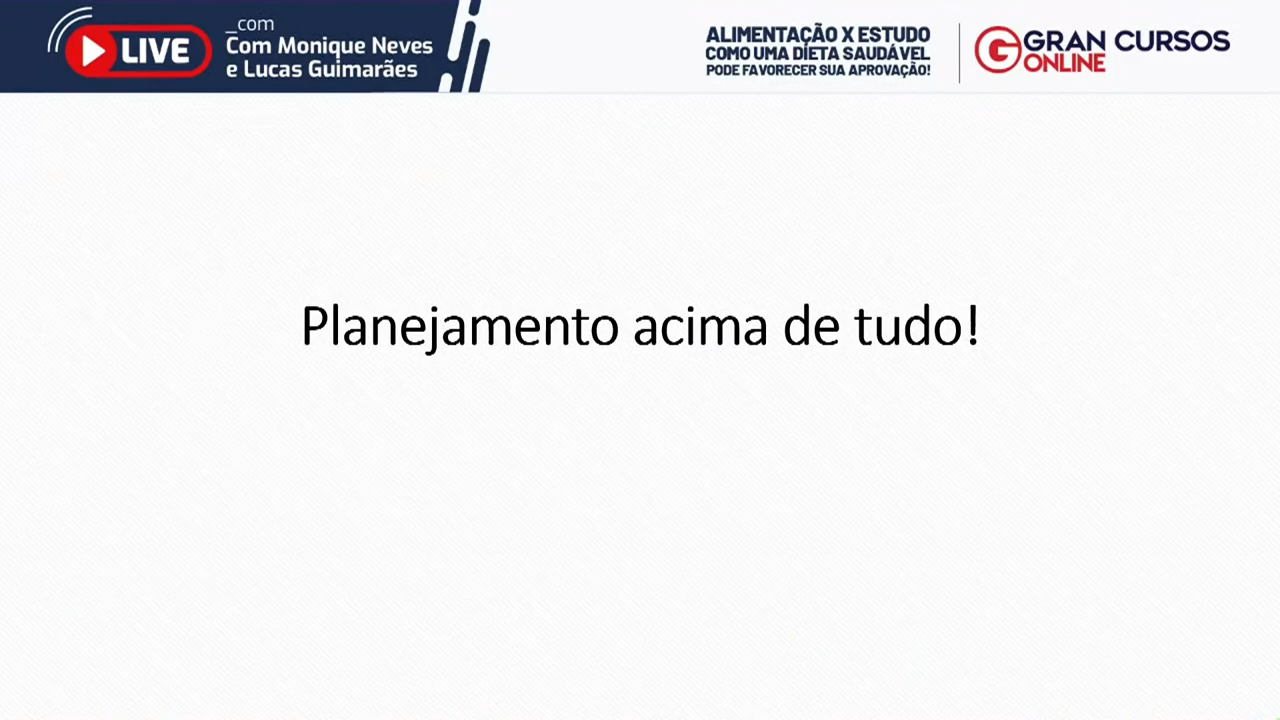 LIVE
_com
Com Monique Neves
e Lucas Guimarães
ALIMENTAÇÃO X ESTUDO
COMO UMA DIETA SAUDÁVEL
PODE FAVORECER SUA APROVAÇÃO!
G GRAN CURSOS
ONLINE
Planejamento acima de tudo!